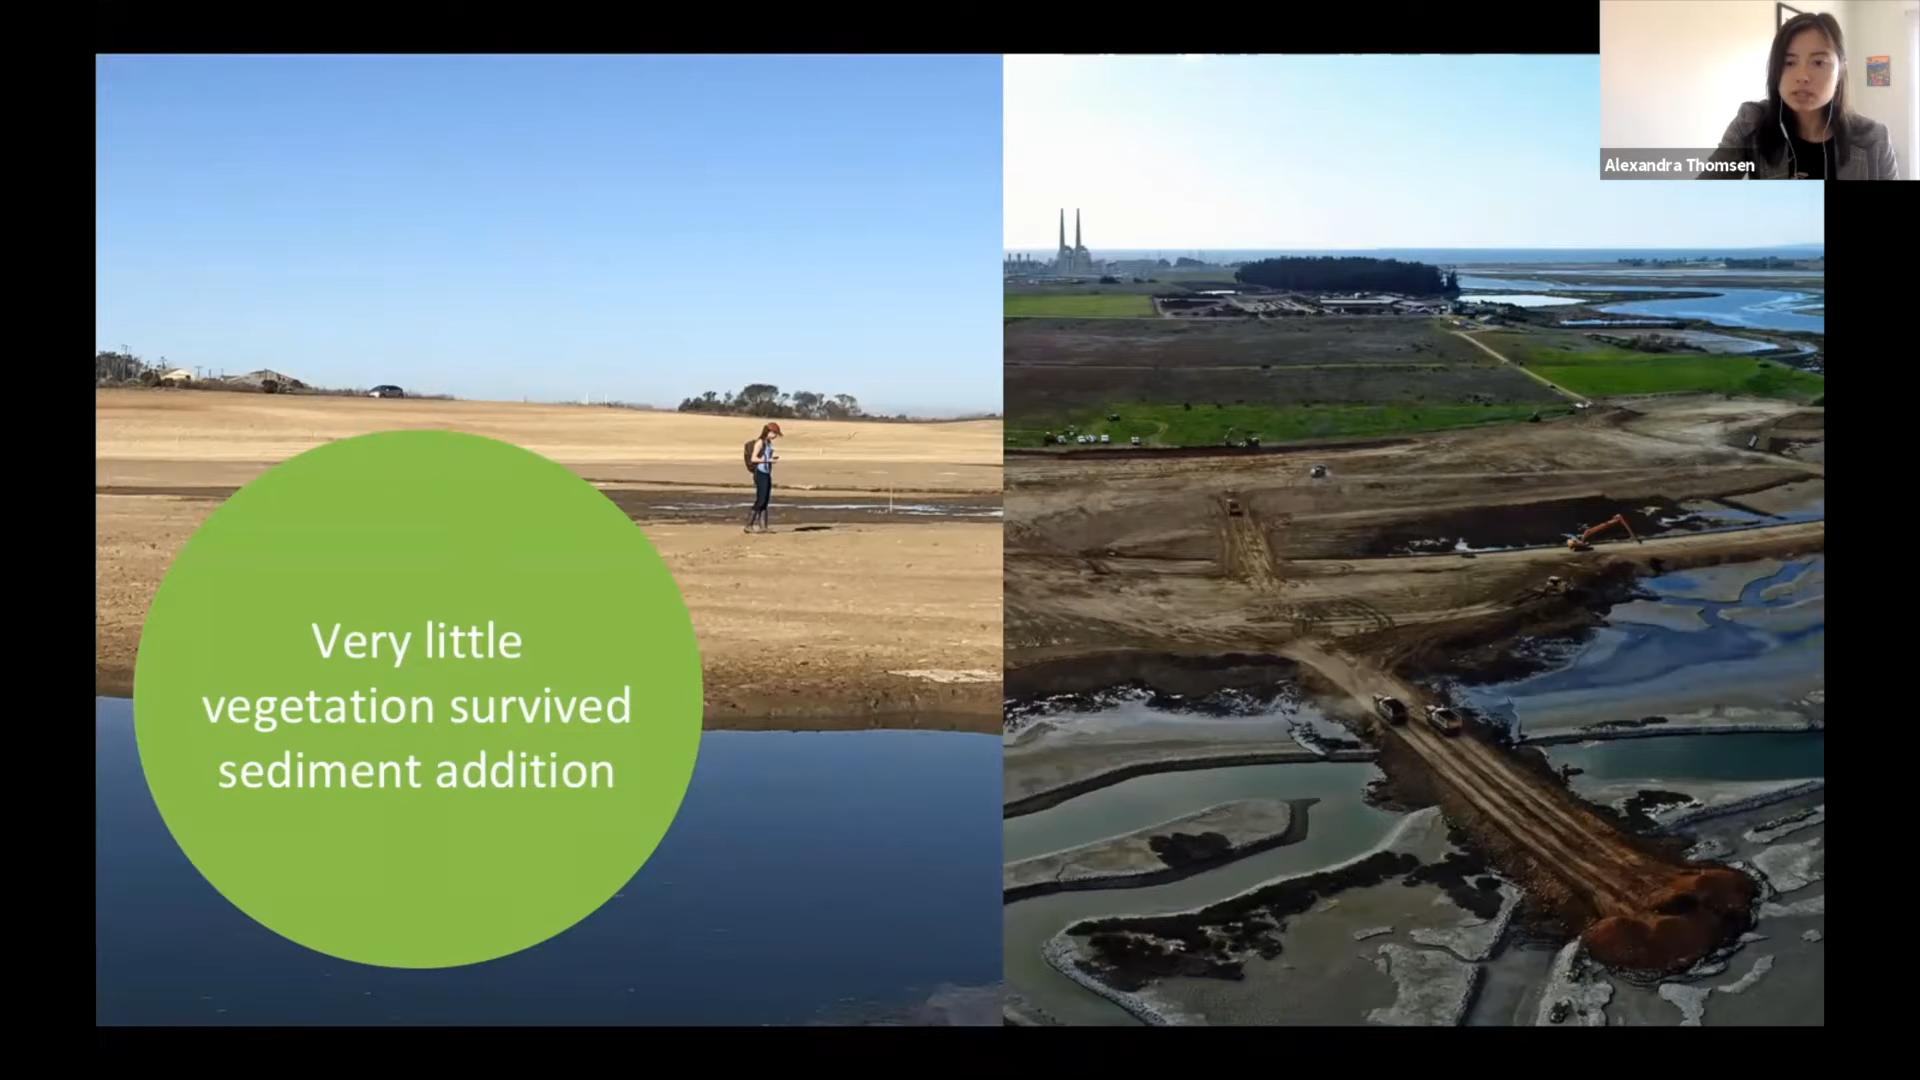 Alexandra Thomsen
Very little
vegetation survived
sediment addition